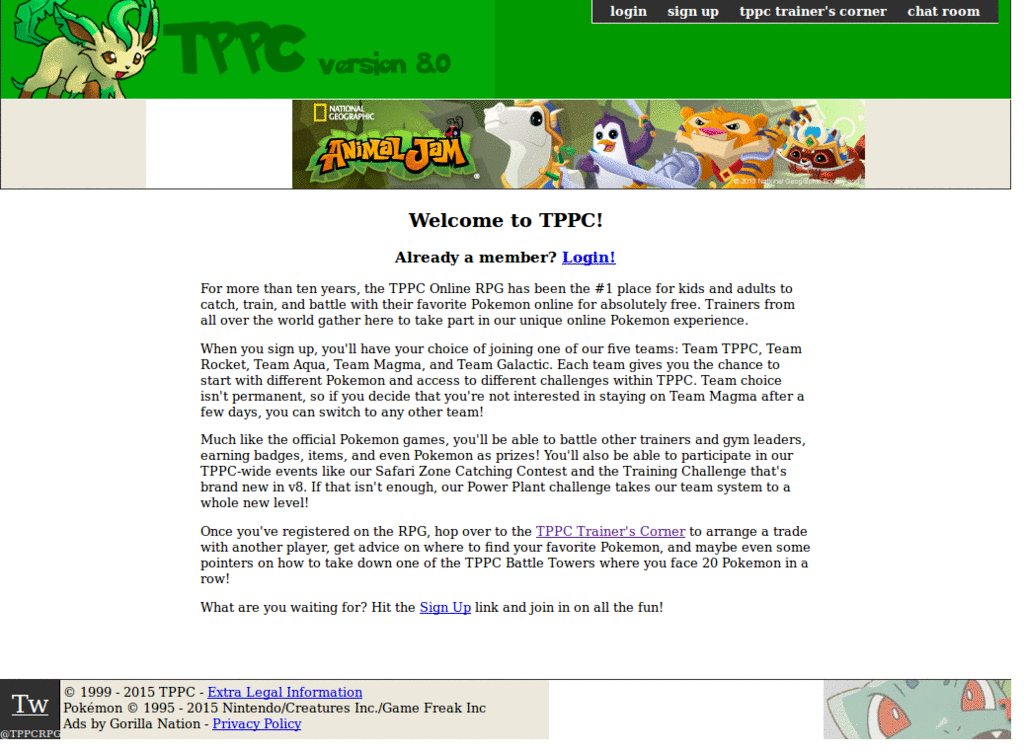 TPPC version 8.0
login sign up tppc trainer's corner chat room
NATIONAL
GEOGRAPHIC
ANIMAL JAM
Welcome to TPPC!
Already a member? Login!
For more than ten years, the TPPC Online RPG has been the #1 place for kids and adults to
catch, train, and battle with their favorite Pokemon online for absolutely free. Trainers from
all over the world gather here to take part in our unique online Pokemon experience.
When you sign up, you'll have your choice of joining one of our five teams: Team TPPC, Team
Rocket, Team Aqua, Team Magma, and Team Galactic. Each team gives you the chance to
start with different Pokemon and access to different challenges within TPPC. Team choice
isn't permanent, so if you decide that you're not interested in staying on Team Magma after a
few days, you can switch to any other team!
Much like the official Pokemon games, you'll be able to battle other trainers and gym leaders,
earning badges, items, and even Pokemon as prizes! You'll also be able to participate in our
TPPC-wide events like our Safari Zone Catching Contest and the Training Challenge that's
brand new in v8. If that isn't enough, our Power Plant challenge takes our team system to a
whole new level!
Once you've registered on the RPG, hop over to the TPPC Trainer's Corner to arrange a trade
with another player, get advice on where to find your favorite Pokemon, and maybe even some
pointers on how to take down one of the TPPC Battle Towers where you face 20 Pokemon in a
row!
What are you waiting for? Hit the Sign Up link and join in on all the fun!
Tw
@TPPCRPG
© 1999 - 2015 TPPC - Extra Legal Information
Pokémon © 1995 - 2015 Nintendo/Creatures Inc./Game Freak Inc
Ads by Gorilla Nation - Privacy Policy